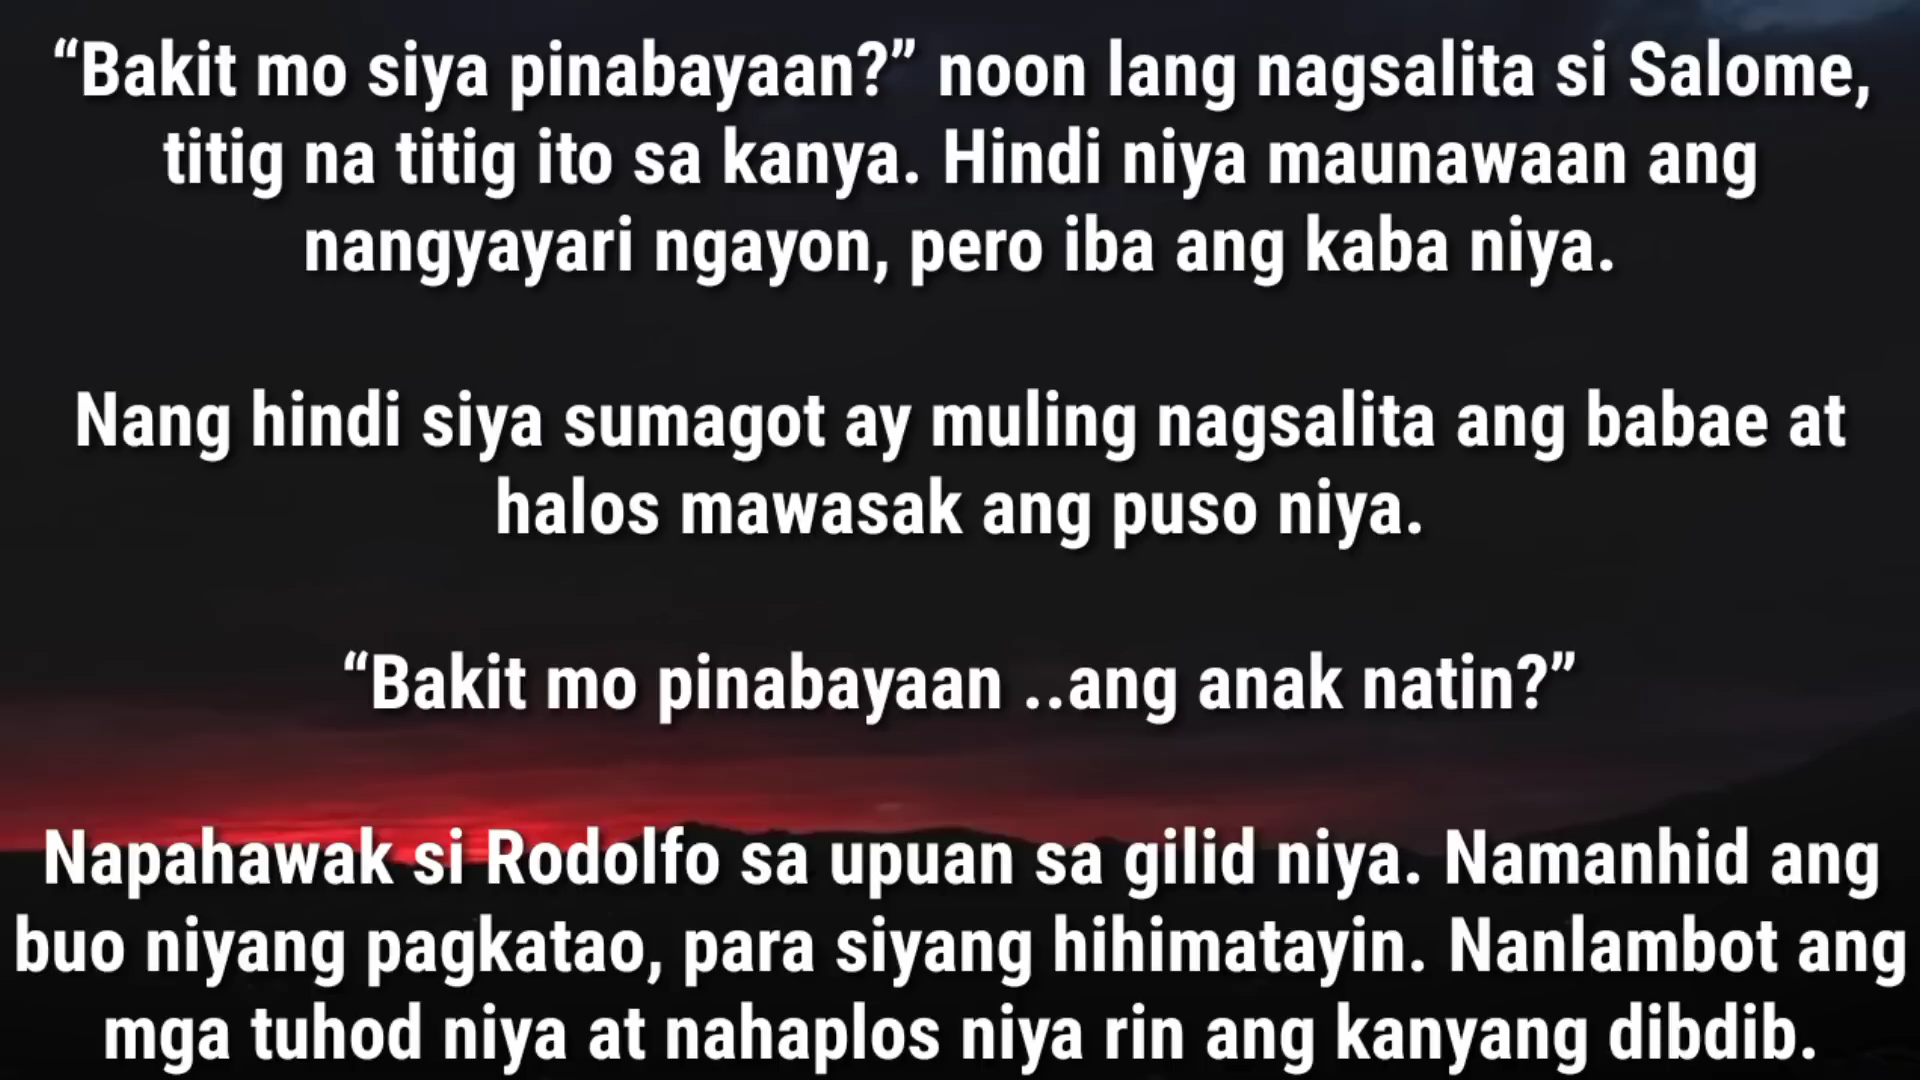 “Bakit mo siya pinabayaan?” noon lang nagsalita si Salome,
titig na titig ito sa kanya. Hindi niya maunawaan ang
nangyayari ngayon, pero iba ang kaba niya.
Nang hindi siya sumagot ay muling nagsalita ang babae at
halos mawasak ang puso niya.
“Bakit mo pinabayaan ..ang anak natin?”
Napahawak si Rodolfo sa upuan sa gilid niya. Namanhid ang
buo niyang pagkatao, para siyang hihimatayin. Nanlambot ang
mga tuhod niya at nahaplos niya rin ang kanyang dibdib.